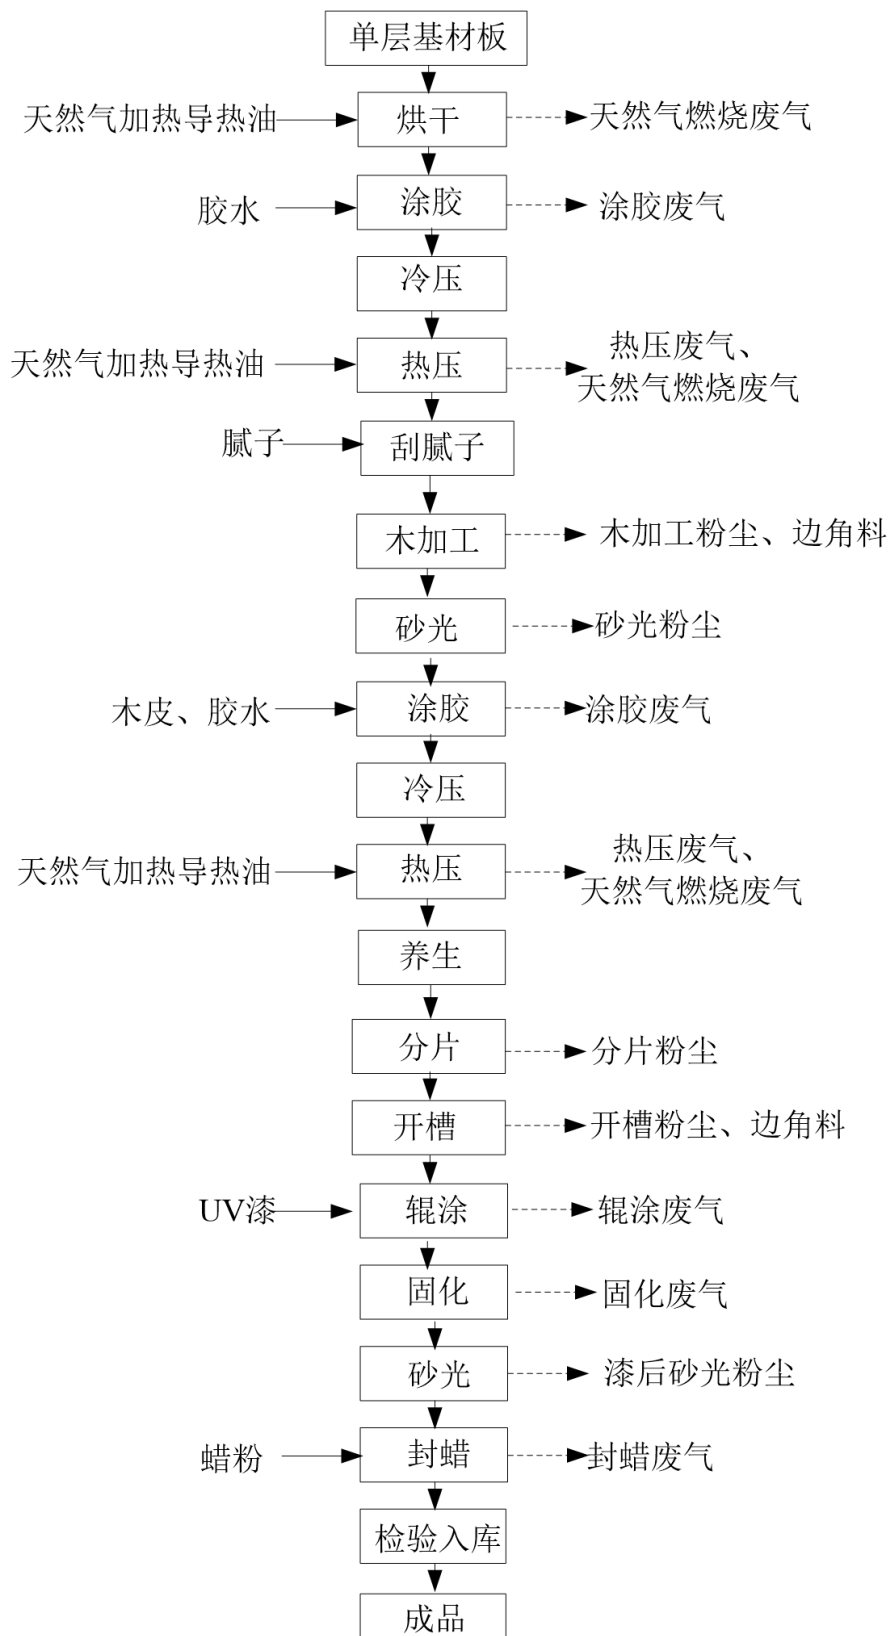 单层基材板
天然气加热导热油
烘干
天然气燃烧废气
胶水
涂胶
涂胶废气
冷压
天然气加热导热油
热压
热压废气、
天然气燃烧废气
腻子
刮腻子
木加工
木加工粉尘、边角料
砂光
砂光粉尘
木皮、胶水
涂胶
涂胶废气
冷压
天然气加热导热油
热压
热压废气、
天然气燃烧废气
养生
分片
分片粉尘
开槽
开槽粉尘、边角料
UV漆
辊涂
辊涂废气
固化
固化废气
砂光
漆后砂光粉尘
蜡粉
封蜡
封蜡废气
检验入库
成品